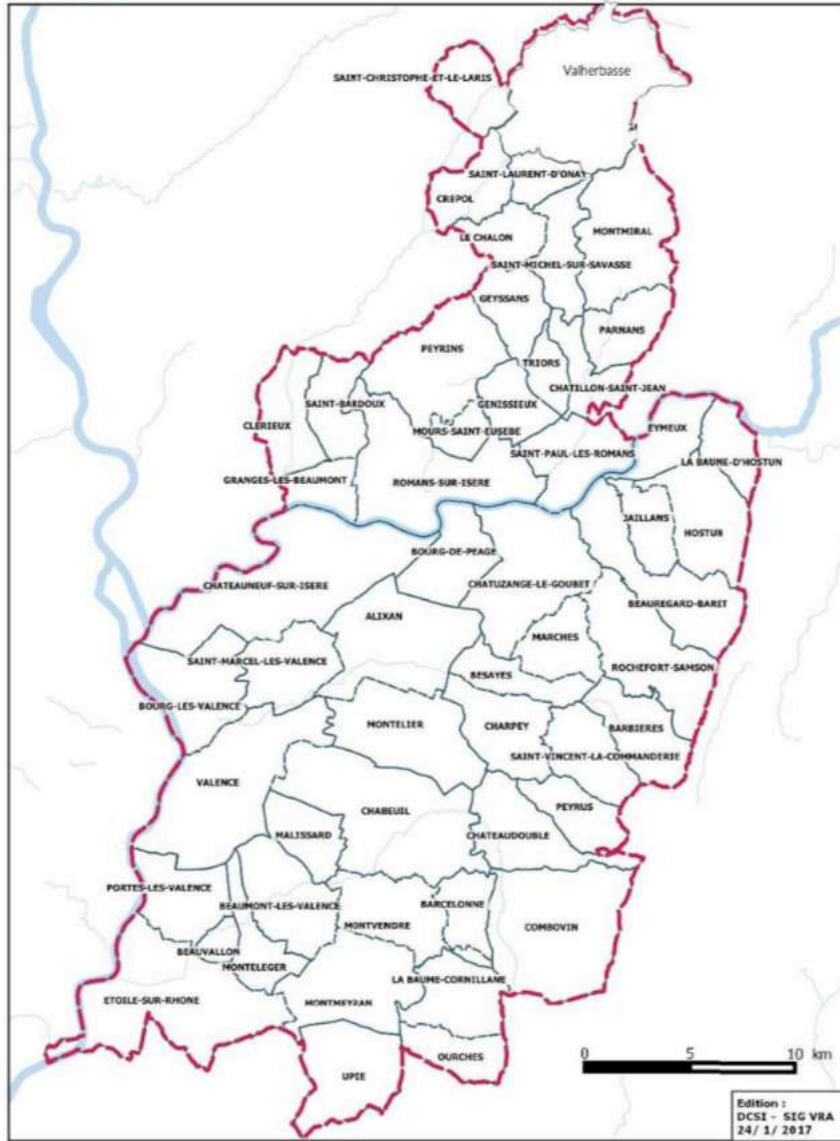 Valherbasse
SAINT-CHRISTOPHE-ET-LE-LARIS
SAINT-LAURENT-D'ONAY
CREPOL
MONTMIRAL
LE CHALON
SAINT-MICHEL-SUR-SAVASSE
GEYSSANS
PARNANS
PEYRINS
TRIORS
CHATILLON-SAINT-JEAN
SAINT-BARDOUX
GENISSIEUX
CLERIEUX
MOURS-SAINT-EUSEBE
EYMEUX
SAINT-PAUL-LES-ROMANS
LA BAUME-D'HOSTUN
GRANGES-LES-BEAUMONT
ROMANS-SUR-ISERE
JAILLANS
HOSTUN
BOURG-DE-PEAGE
CHATEAUNEUF-SUR-ISERE
CHATUZANGE-LE-GOUBET
BEAUREGARD-BARET
ALIXAN
MARCHES
SAINT-MARCEL-LES-VALENCE
ROCHEFORT-SAMSON
BESAYES
BOURG-LES-VALENCE
MONTELIER
CHARPEY
BARBIERES
SAINT-VINCENT-LA-COMMANDERIE
VALENCE
CHABEUIL
PEYRUS
MALISSARD
CHATEAUDOUBLE
PORTES-LES-VALENCE
BEAUMONT-LES-VALENCE
BARCELONNE
MONTVENDRE
COMBOVIN
BEAUVALLON
MONTELEGER
LA BAUME-CORNILLANE
ETOILE-SUR-RHONE
MONTMEYRAN
OURCHES
UPIE
0 5 10 km
Edition :
DCSI - SIG VRA
24/ 1/ 2017